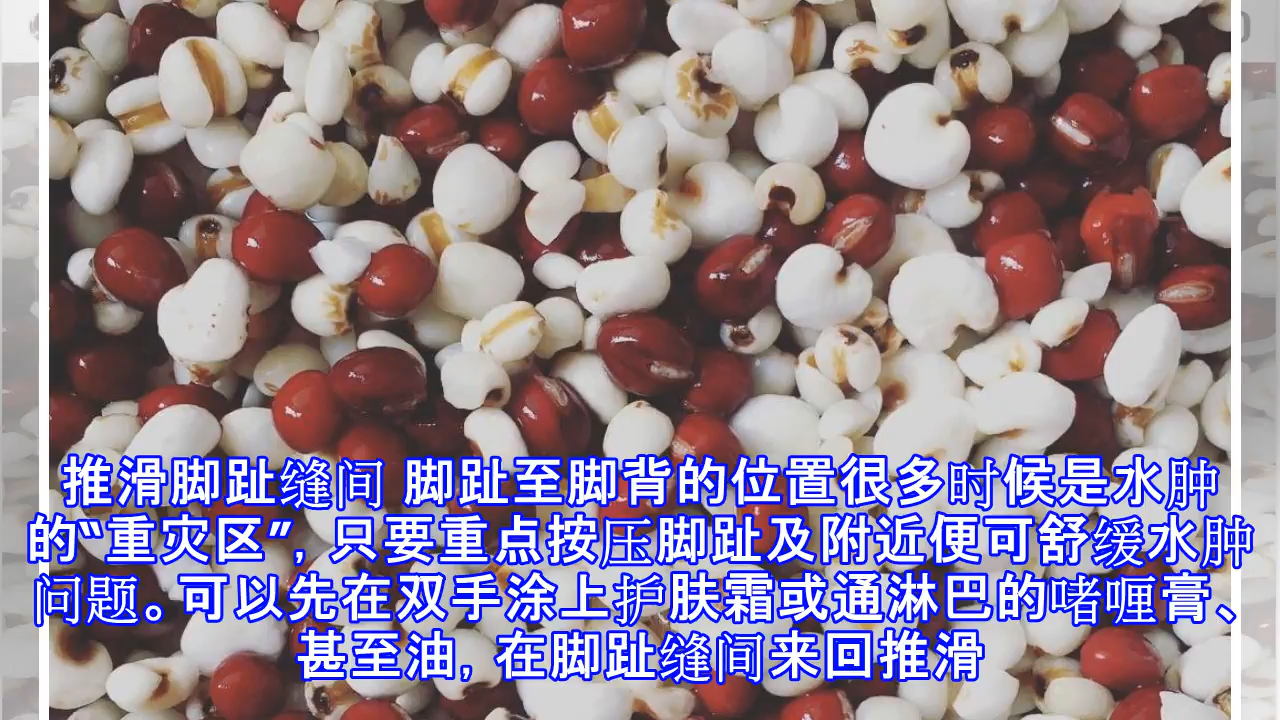 推滑脚趾缝间 脚趾至脚背的位置很多时候是水肿
的“重灾区”, 只要重点按压脚趾及附近便可舒缓水肿
问题。可以先在双手涂上护肤霜或通淋巴的啫喱膏、
甚至油, 在脚趾缝间来回推滑